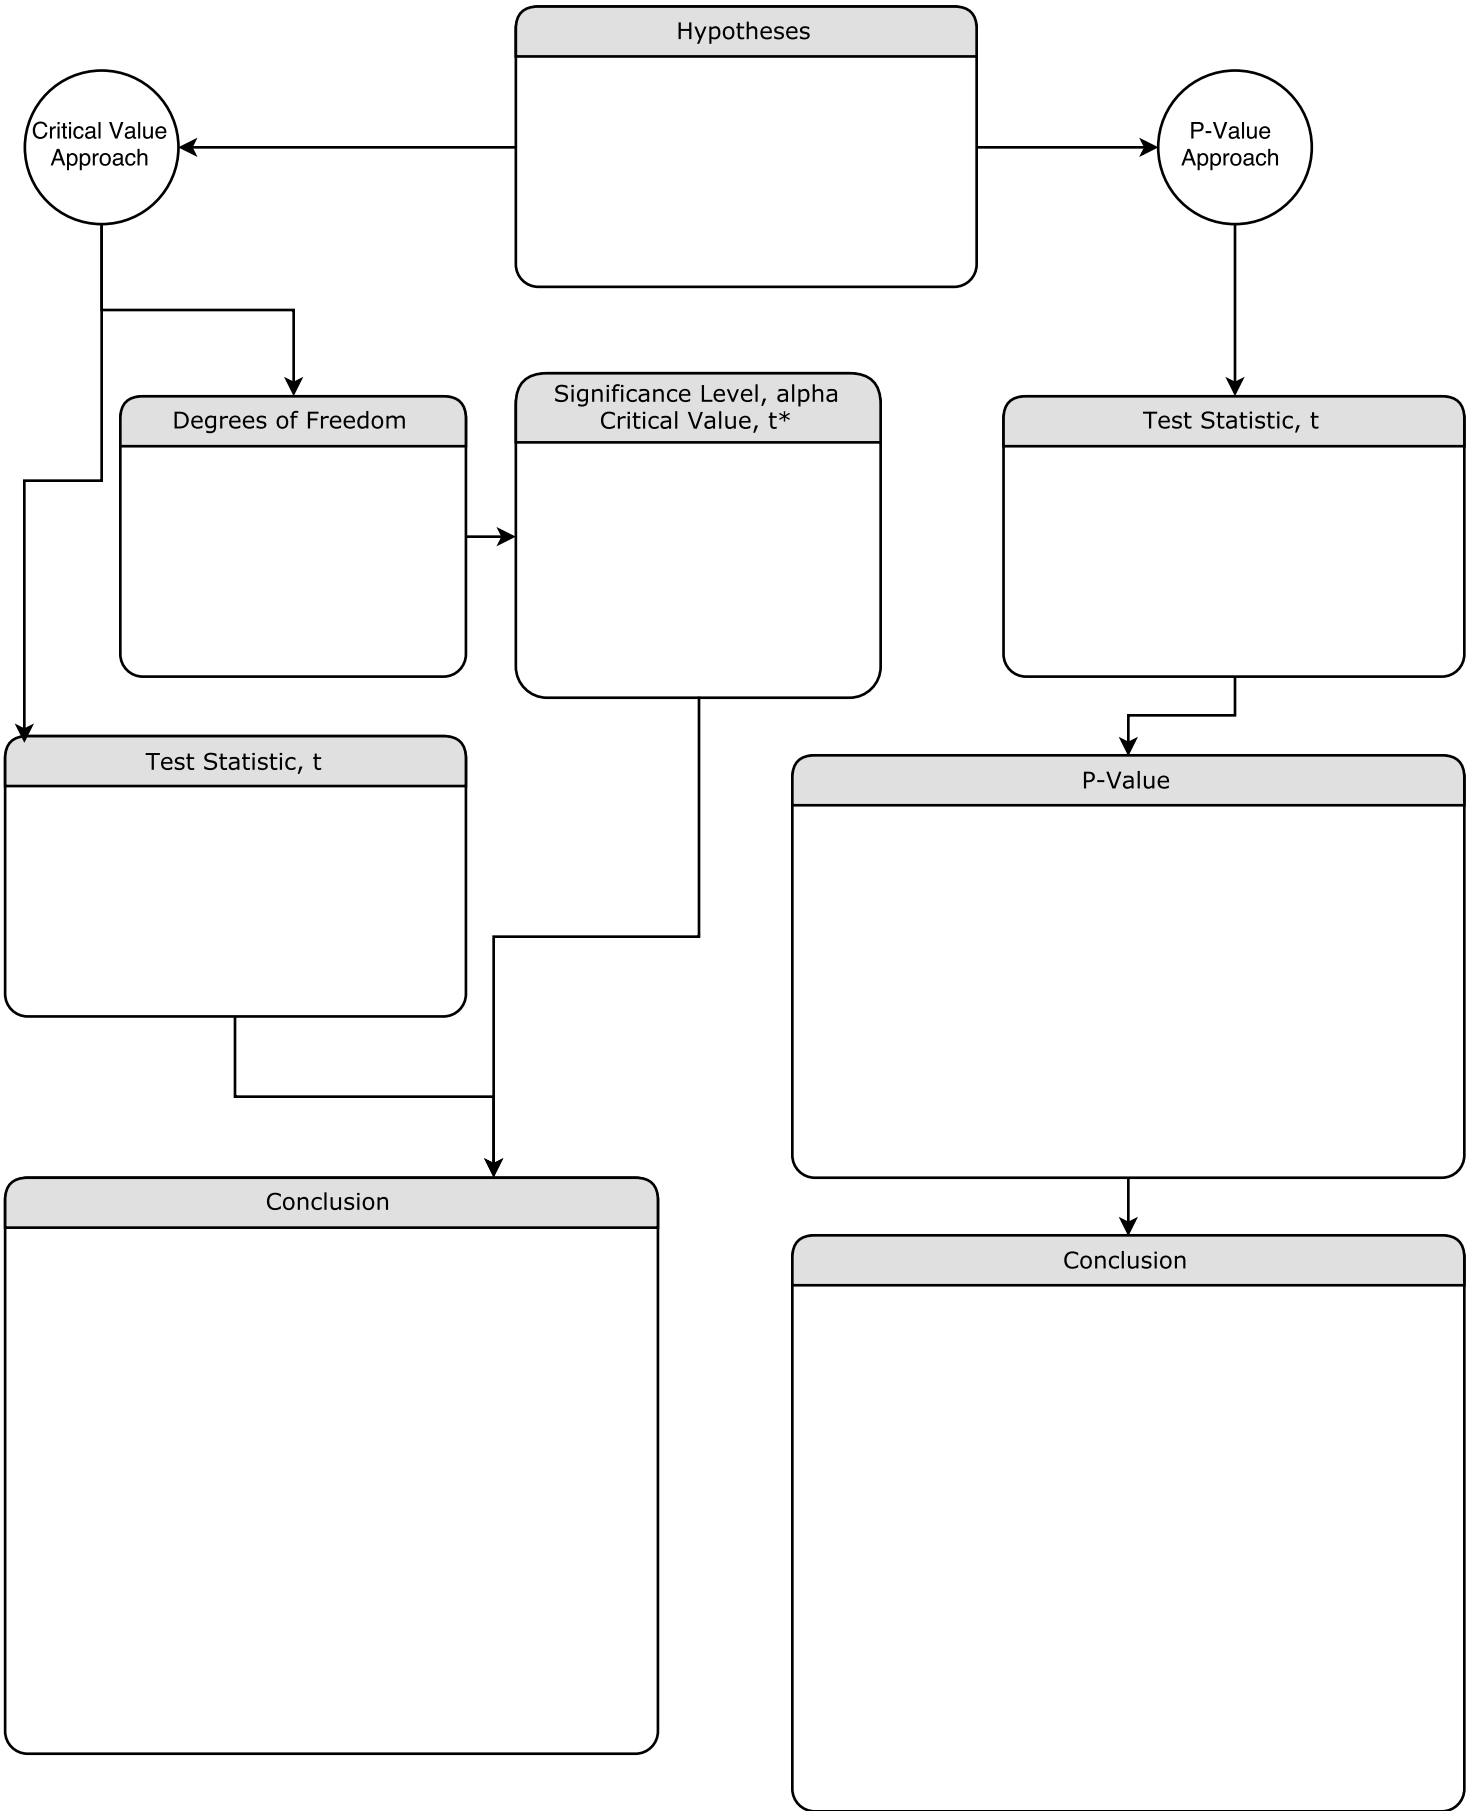 Hypotheses
Critical Value
Approach
P-Value
Approach
Degrees of Freedom
Significance Level, alpha
Critical Value, t*
Test Statistic, t
Test Statistic, t
P-Value
Conclusion
Conclusion